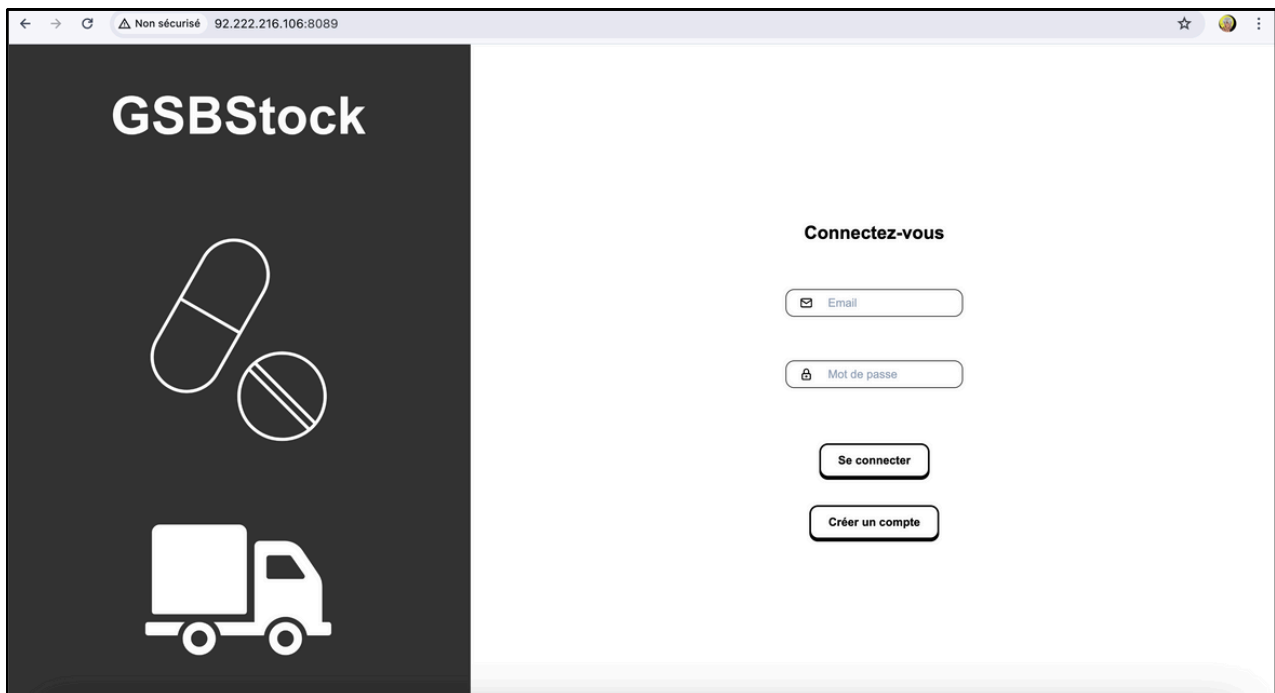 Non sécurisé 92.222.216.106:8089
GSBStock
Connectez-vous
Email
Mot de passe
Se connecter
Créer un compte